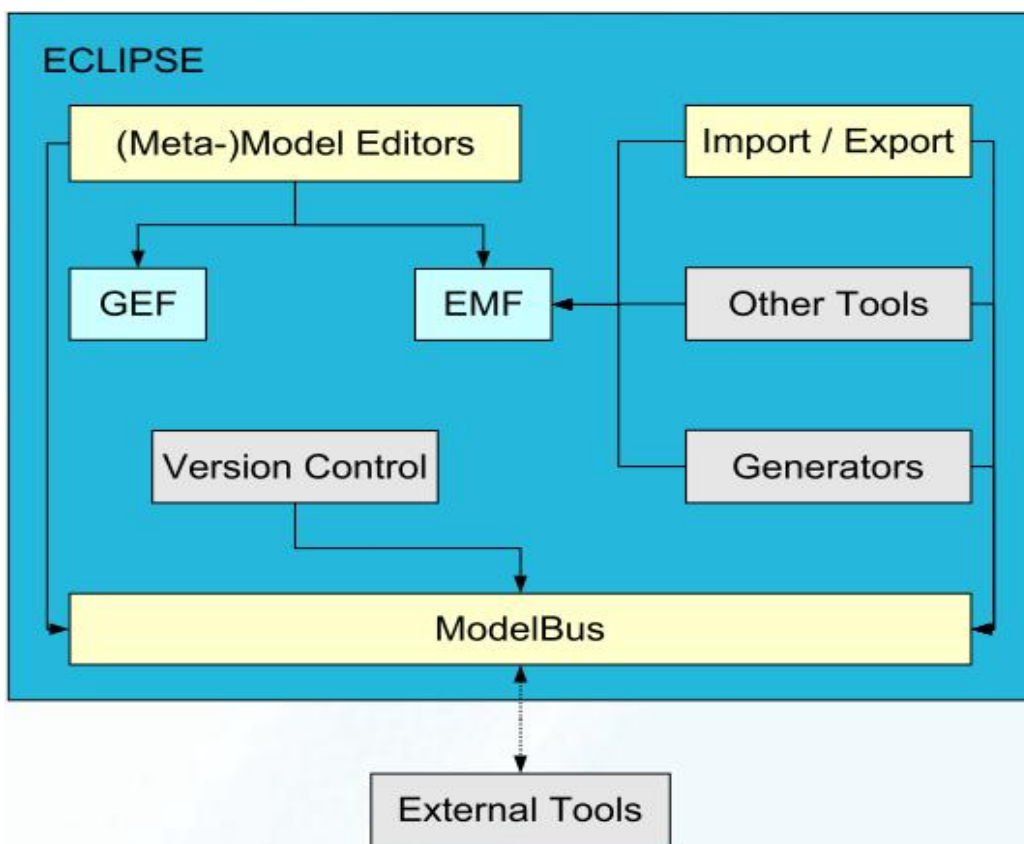 ECLIPSE
(Meta-)Model Editors
Import / Export
GEF
EMF
Other Tools
Version Control
Generators
ModelBus
External Tools